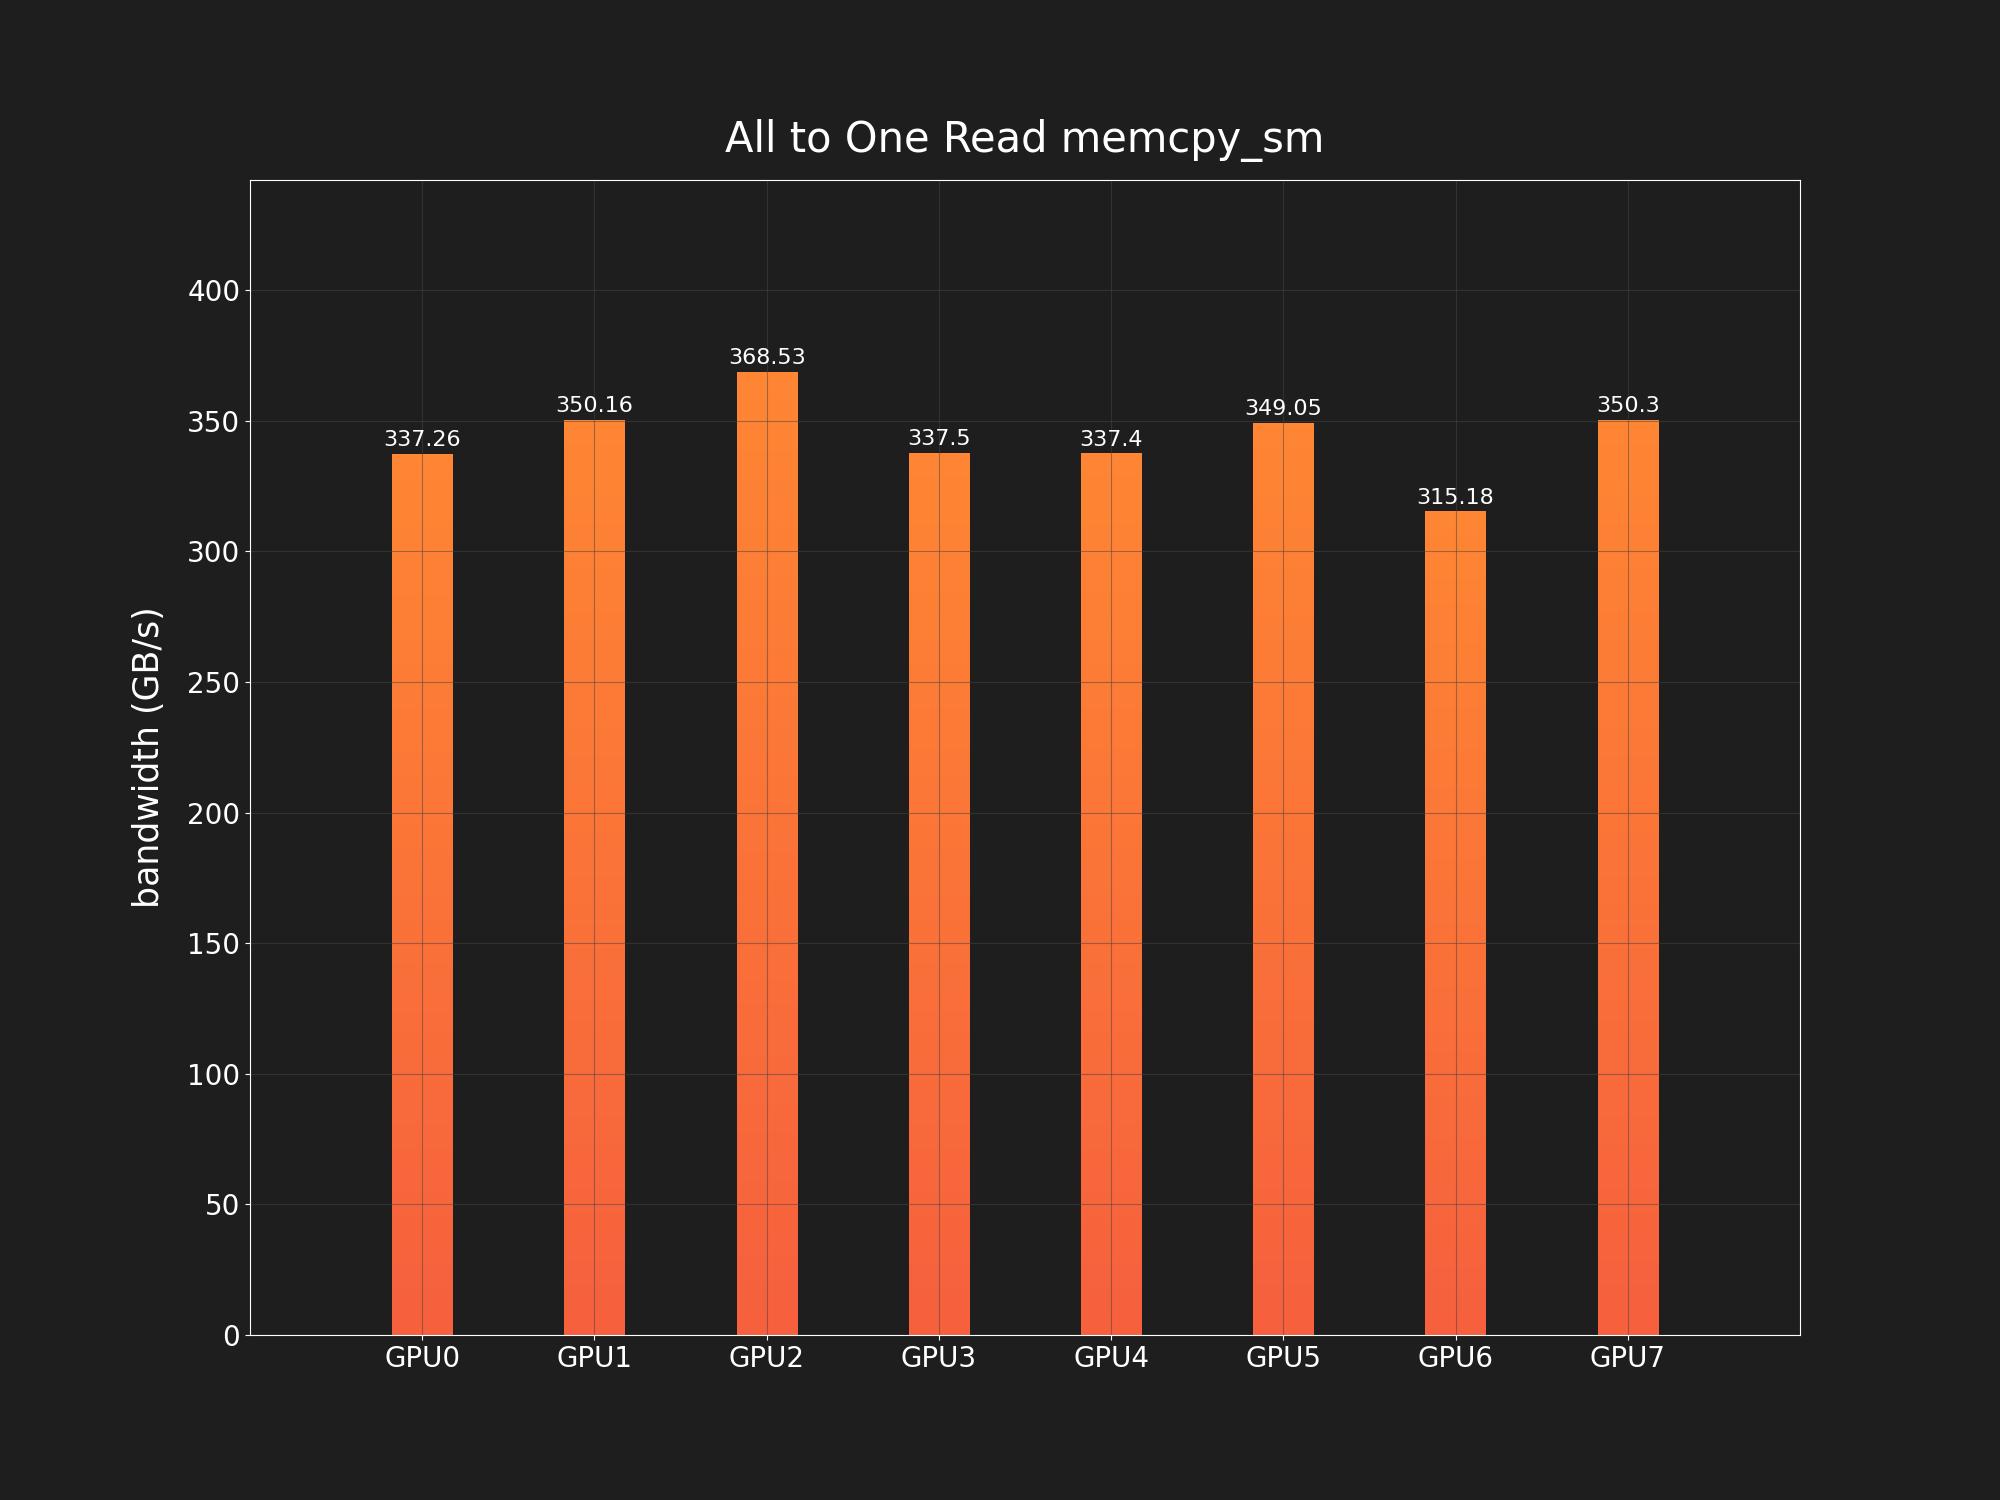 All to One Read memcpy_sm
bandwidth (GB/s)
400
350
300
250
200
150
100
50
0
337.26
350.16
368.53
337.5
337.4
349.05
315.18
350.3
GPU0
GPU1
GPU2
GPU3
GPU4
GPU5
GPU6
GPU7